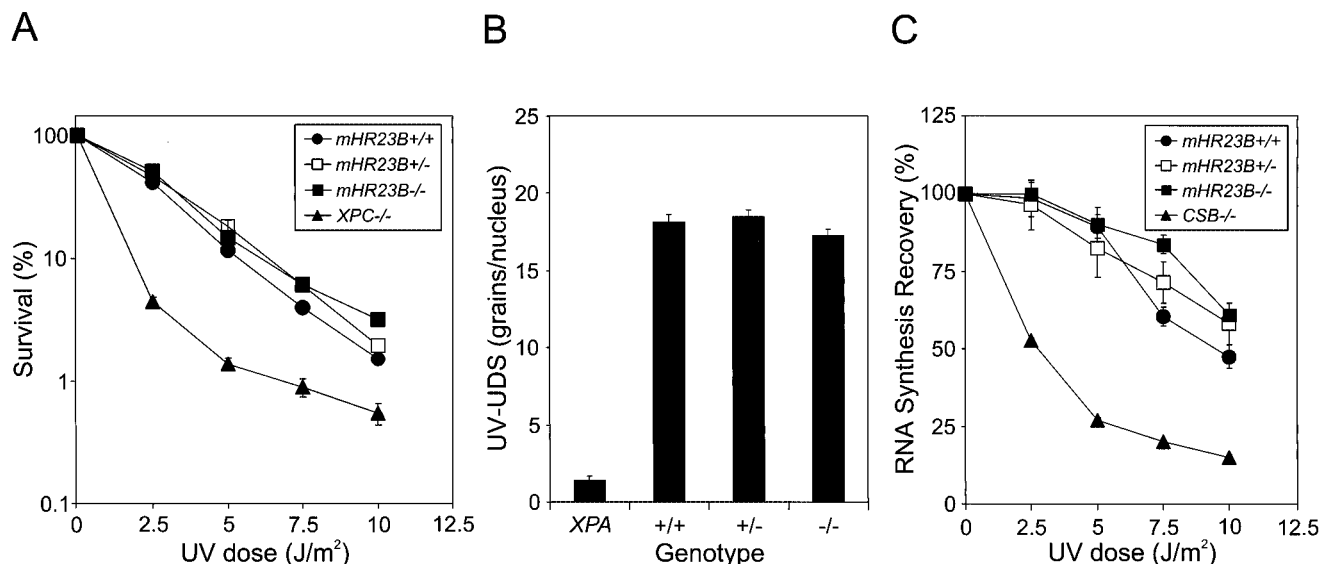 A
B
C
Survival (%)
100
10
1
0.1
mHR23B+/+
mHR23B+/-
mHR23B-/-
XPC-/-
0 2.5 5 7.5 10 12.5
UV dose (J/m²)
UV-UDS (grains/nucleus)
25
20
15
10
5
0
XPA +/+ +/- -/-
Genotype
RNA Synthesis Recovery (%)
125
100
75
50
25
0
mHR23B+/+
mHR23B+/-
mHR23B-/-
CSB-/-
0 2.5 5 7.5 10 12.5
UV dose (J/m²)